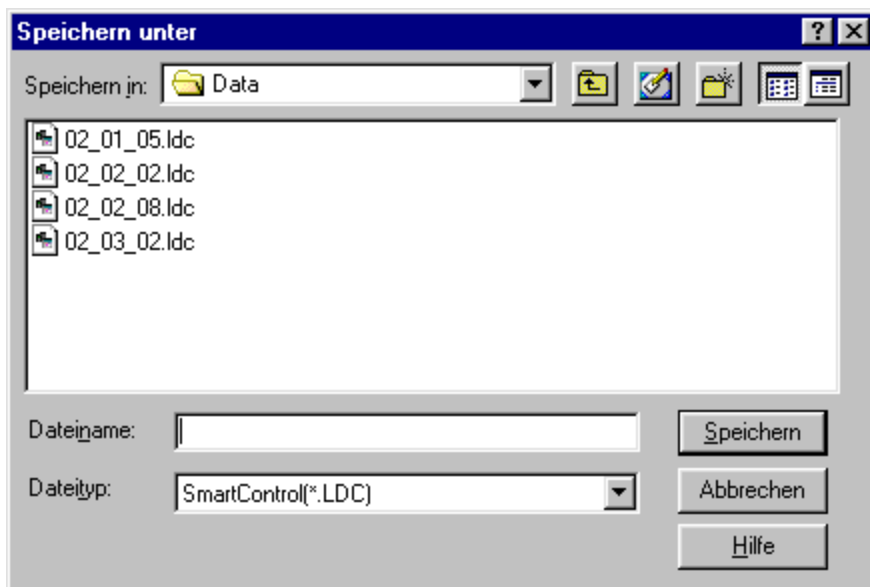 Speichern unter
Speichern in: Data
02_01_05.ldc
02_02_02.ldc
02_02_08.ldc
02_03_02.ldc
Dateiname: Speichern
Dateityp: SmartControl(*.LDC) Abbrechen
Hilfe